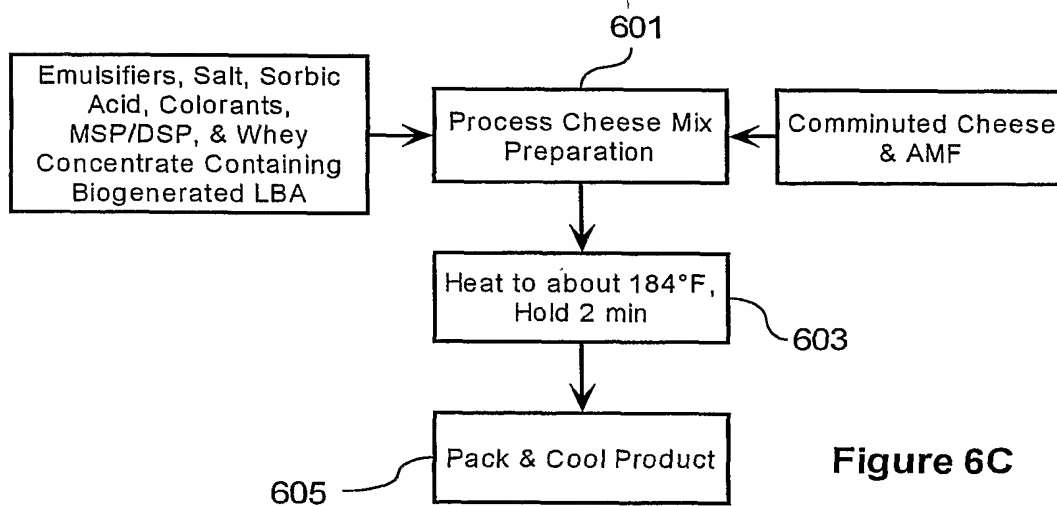 601
Emulsifiers, Salt, Sorbic
Acid, Colorants,
MSP/DSP, & Whey
Concentrate Containing
Biogenerated LBA
Process Cheese Mix
Preparation
Comminuted Cheese
& AMF
Heat to about 184°F,
Hold 2 min
603
Pack & Cool Product
605
Figure 6C